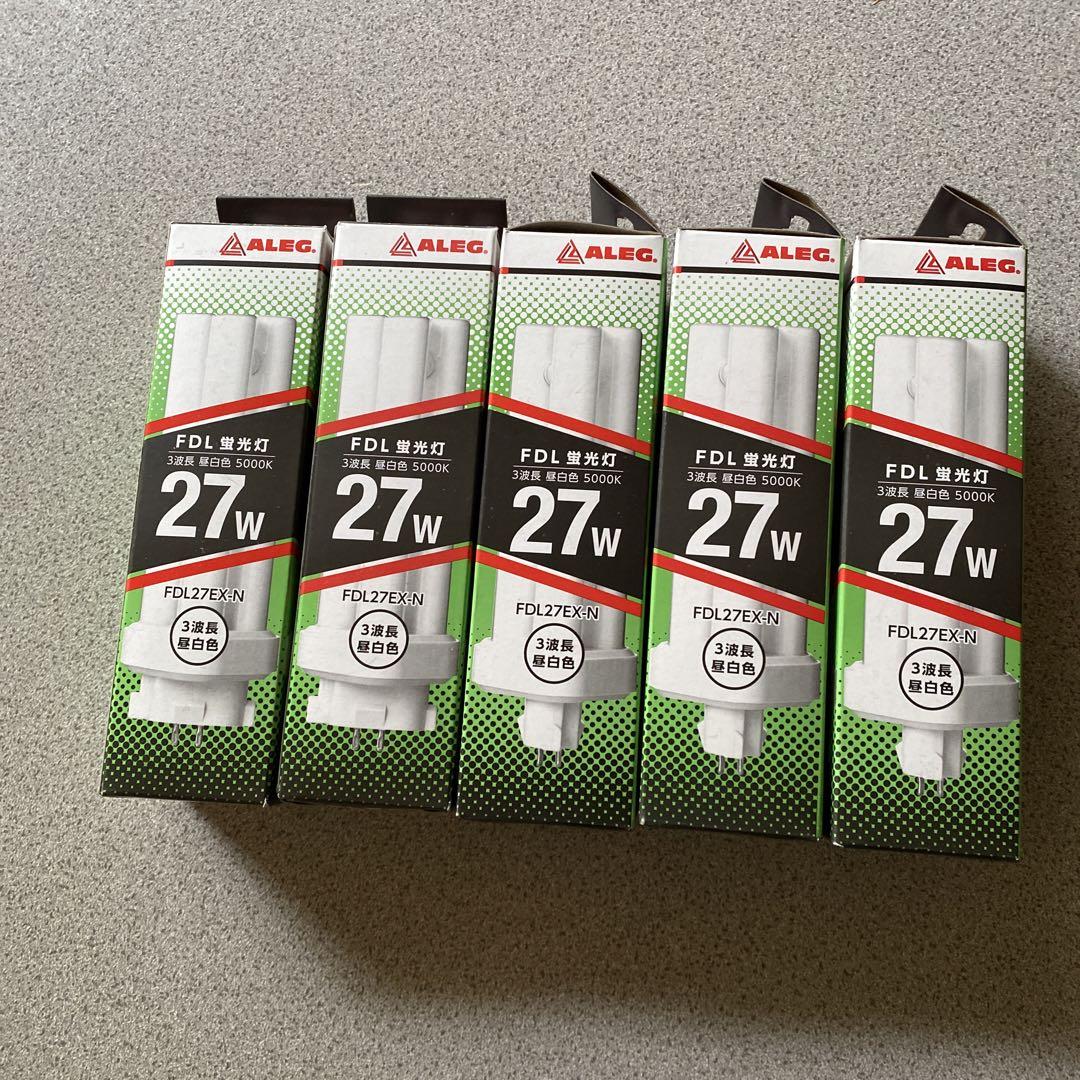 ALEG.
FDL 蛍光灯
3波長 昼白色 5000K
27W
FDL27EX-N
3波長
昼白色
ALEG.
FDL 蛍光灯
3波長 昼白色 5000K
27W
FDL27EX-N
3波長
昼白色
ALEG.
FDL 蛍光灯
3波長 昼白色 5000K
27W
FDL27EX-N
3波長
昼白色
ALEG.
FDL 蛍光灯
3波長 昼白色 5000K
27W
FDL27EX-N
3波長
昼白色
ALEG.
FDL 蛍光灯
3波長 昼白色 5000K
27W
FDL27EX-N
3波長
昼白色